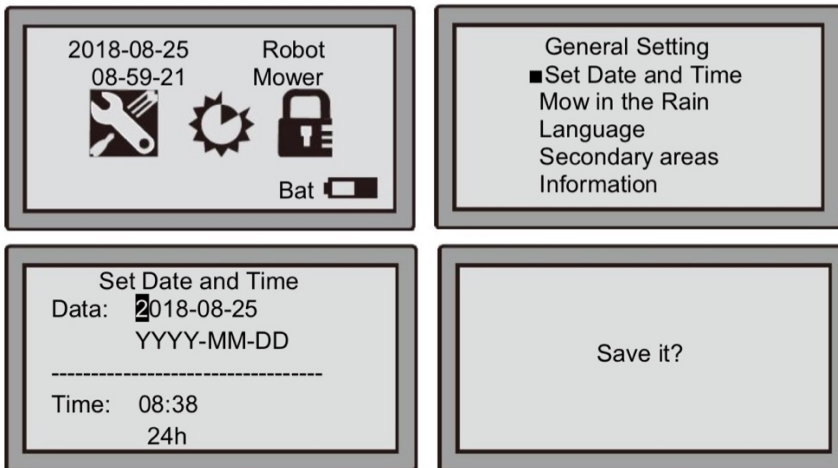 2018-08-25 Robot
08-59-21 Mower
Bat
General Setting
■Set Date and Time
Mow in the Rain
Language
Secondary areas
Information
Set Date and Time
Data: 2018-08-25
YYYY-MM-DD
----------------------------------
Time: 08:38
24h
Save it?